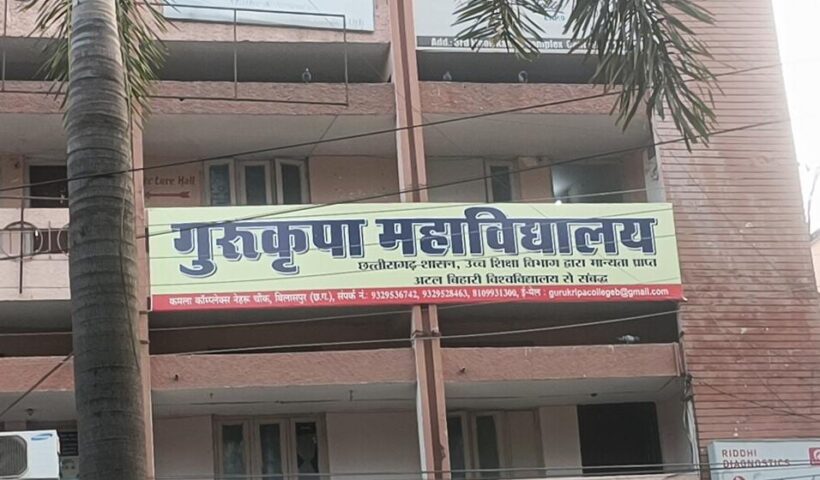 गुरुकृपा महाविद्यालय
छत्तीसगढ़-शासन, उच्च शिक्षा विभाग द्वारा मान्यता प्राप्त
अटल बिहारी विश्वविद्यालय से संबद्ध
कमला कॉम्प्लेक्स नेहरू चौक, बिलासपुर (छ.ग.), संपर्क नं.: 9329536742, 9329528463, 8109931300, ई-मेल : gurukripacollegeb@gmail.com
RIDDHI
DIAGNOSTICS